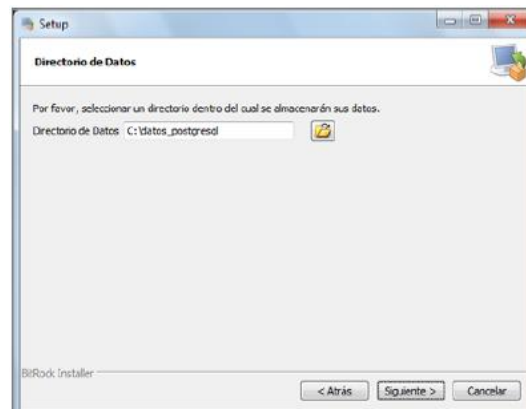 Setup
Directorio de Datos
Por favor, seleccionar un directorio dentro del cual se almacenarán sus datos.
Directorio de Datos C:\datos_postgresql
BitRock Installer
< Atrás Siguiente > Cancelar